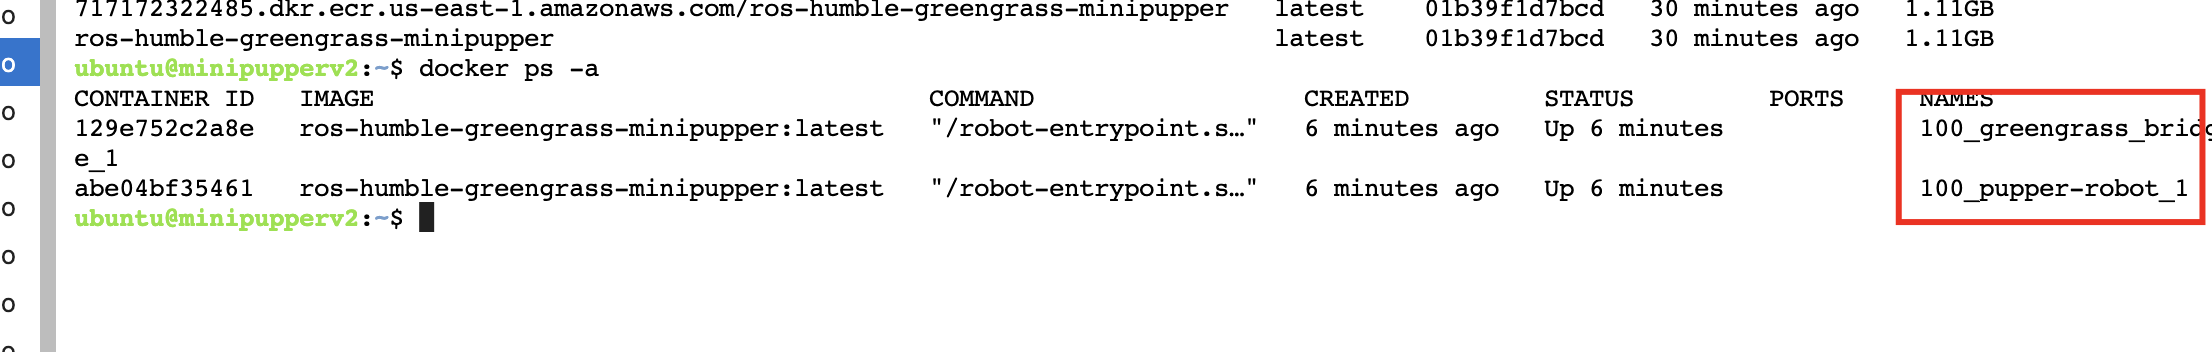 717172322485.dkr.ecr.us-east-1.amazonaws.com/ros-humble-greengrass-minipupper   latest    01b39f1d7bcd   30 minutes ago   1.11GB
ros-humble-greengrass-minipupper                                                latest    01b39f1d7bcd   30 minutes ago   1.11GB
ubuntu@minipupperv2:~$ docker ps -a
CONTAINER ID   IMAGE                                     COMMAND                  CREATED         STATUS         PORTS     NAMES
129e752c2a8e   ros-humble-greengrass-minipupper:latest   "/robot-entrypoint.s…"   6 minutes ago   Up 6 minutes             100_greengrass_bridg
e_1
abe04bf35461   ros-humble-greengrass-minipupper:latest   "/robot-entrypoint.s…"   6 minutes ago   Up 6 minutes             100_pupper-robot_1
ubuntu@minipupperv2:~$